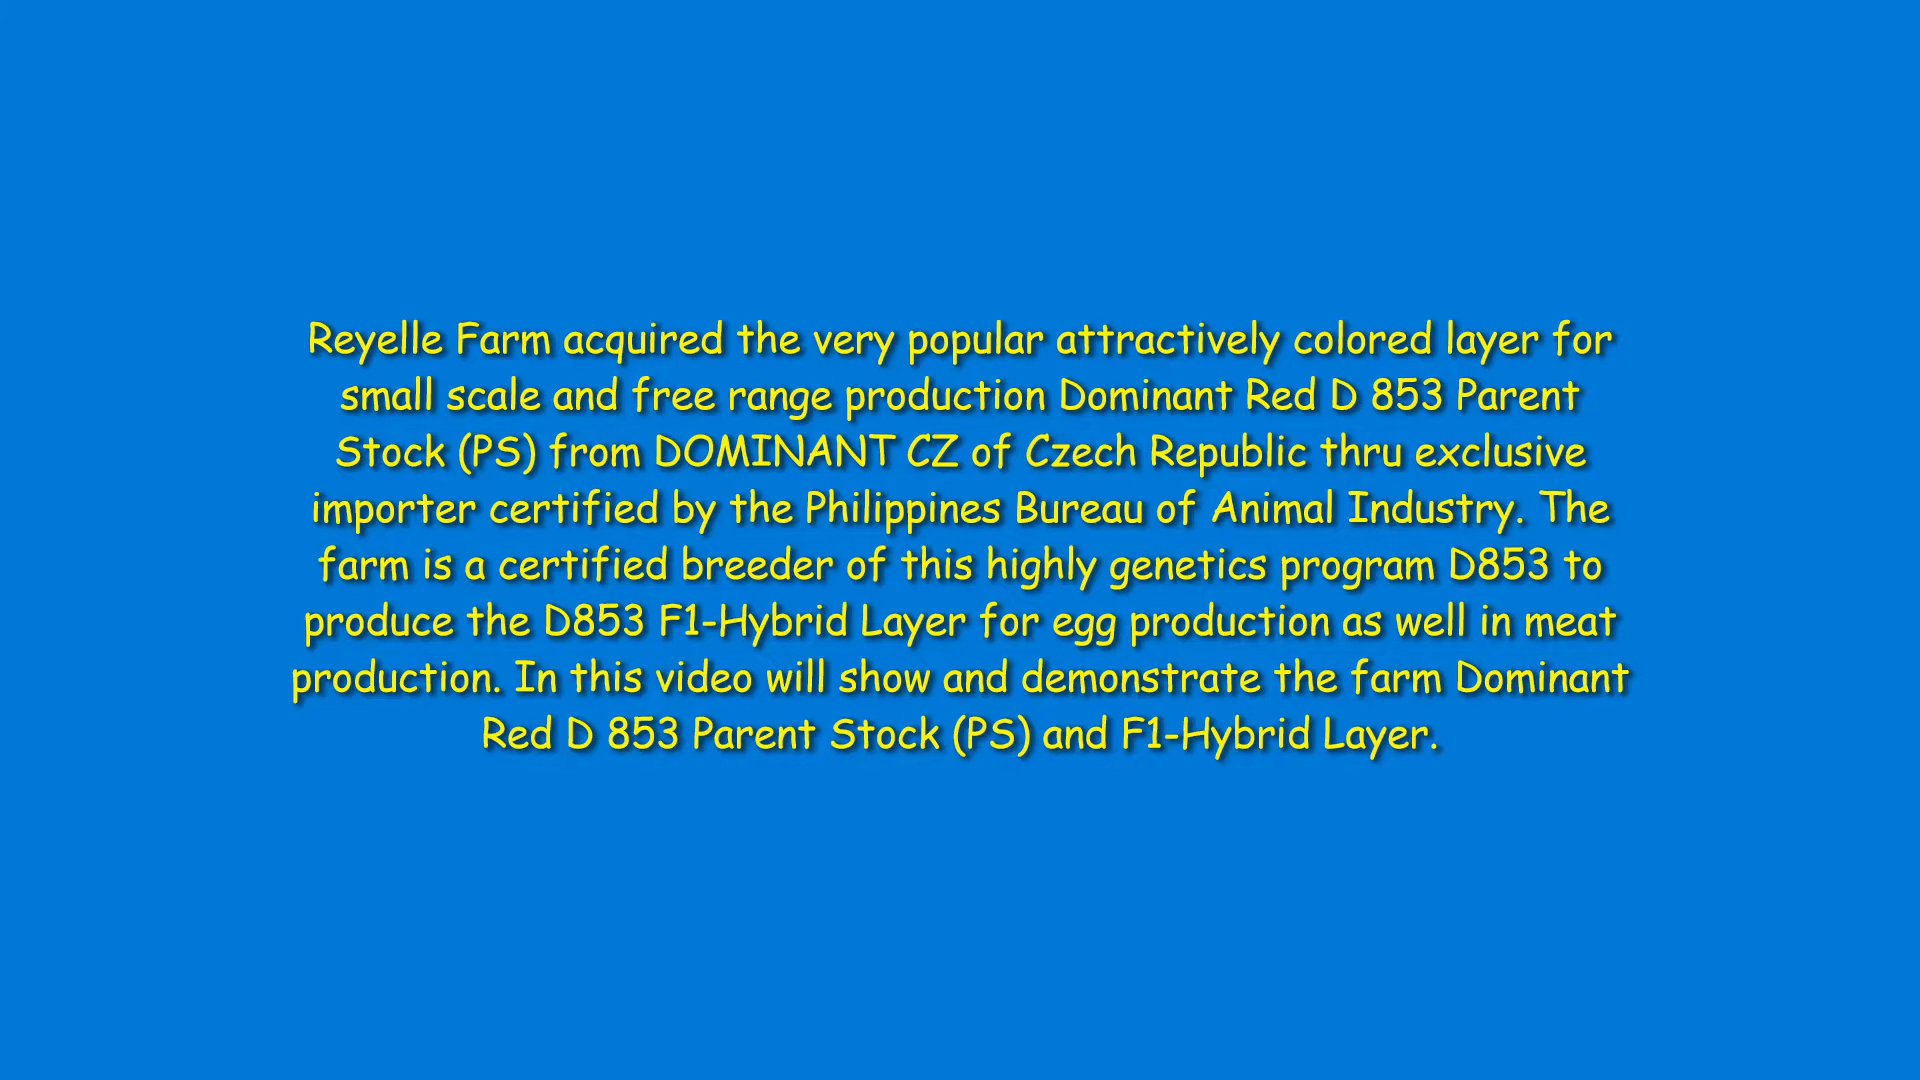 Reyelle Farm acquired the very popular attractively colored layer for
small scale and free range production Dominant Red D 853 Parent
Stock (PS) from DOMINANT CZ of Czech Republic thru exclusive
importer certified by the Philippines Bureau of Animal Industry. The
farm is a certified breeder of this highly genetics program D853 to
produce the D853 F1-Hybrid Layer for egg production as well in meat
production. In this video will show and demonstrate the farm Dominant
Red D 853 Parent Stock (PS) and F1-Hybrid Layer.